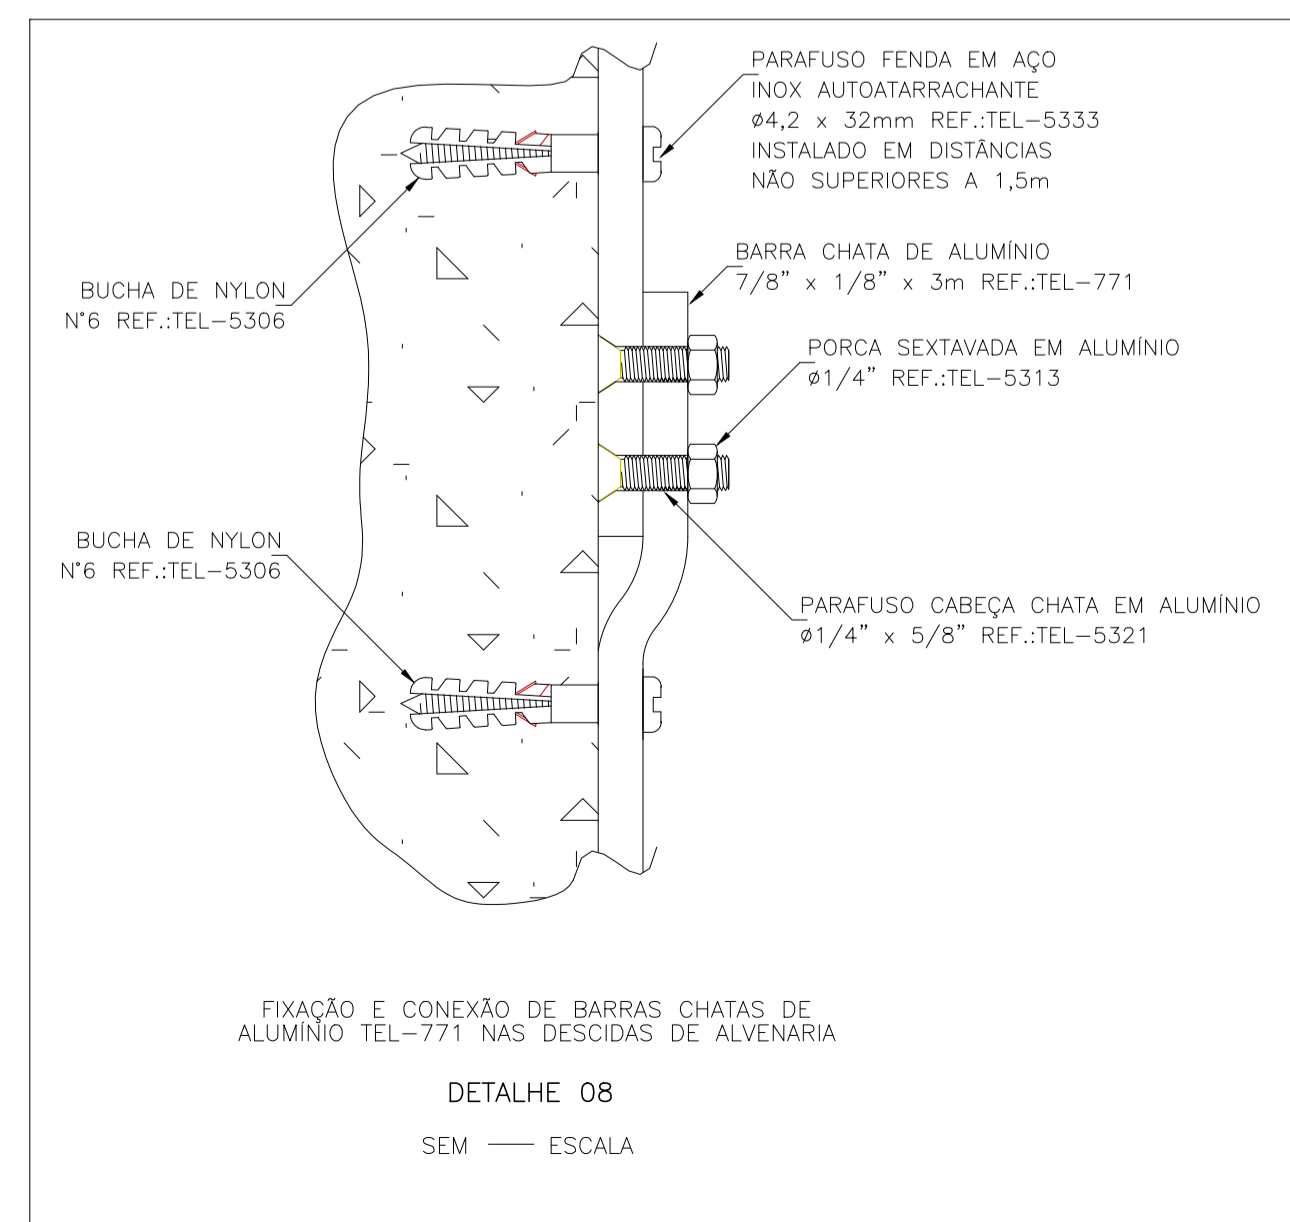 PARAFUSO FENDA EM AÇO
INOX AUTOATARRACHANTE
ø4,2 x 32mm REF.:TEL-5333
INSTALADO EM DISTÂNCIAS
NÃO SUPERIORES A 1,5m
BARRA CHATA DE ALUMÍNIO
7/8" x 1/8" x 3m REF.:TEL-771
BUCHA DE NYLON
N°6 REF.:TEL-5306
PORCA SEXTAVADA EM ALUMÍNIO
ø1/4" REF.:TEL-5313
BUCHA DE NYLON
N°6 REF.:TEL-5306
PARAFUSO CABEÇA CHATA EM ALUMÍNIO
ø1/4" x 5/8" REF.:TEL-5321
FIXAÇÃO E CONEXÃO DE BARRAS CHATAS DE
ALUMÍNIO TEL-771 NAS DESCIDAS DE ALVENARIA
DETALHE 08
SEM — ESCALA